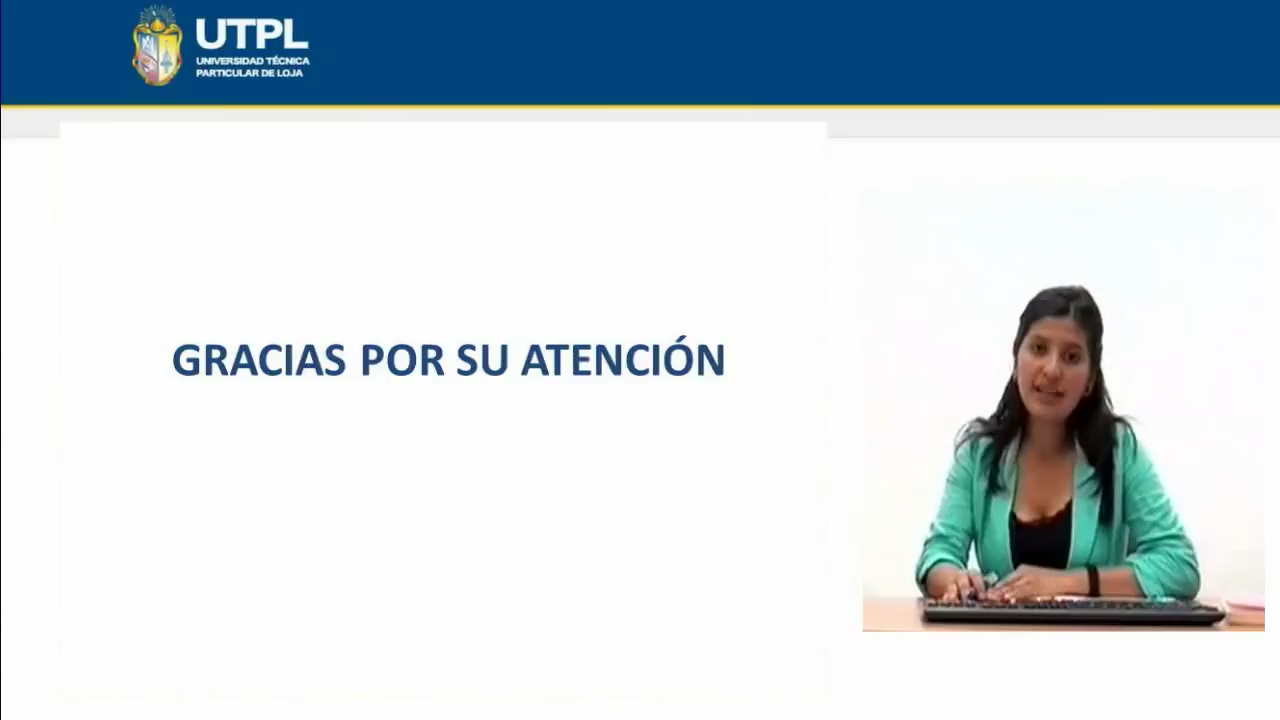 UTPL
UNIVERSIDAD TÉCNICA
PARTICULAR DE LOJA
GRACIAS POR SU ATENCIÓN